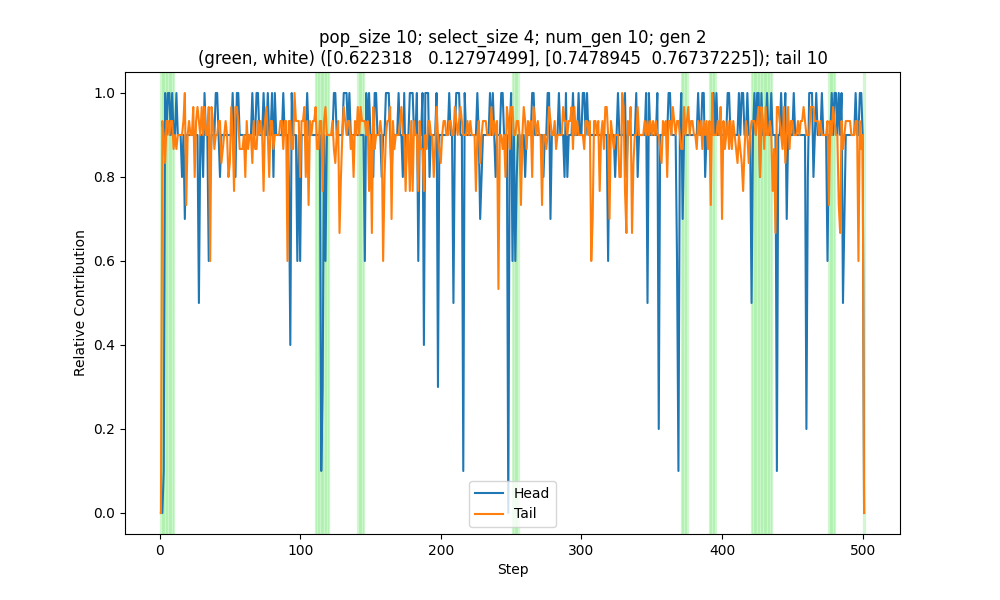 pop_size 10; select_size 4; num_gen 10; gen 2
(green, white) ([0.622318   0.12797499], [0.7478945  0.76737225]); tail 10
1.0
0.8
0.6
0.4
0.2
0.0
Relative Contribution
Head
Tail
0
100
200
300
400
500
Step